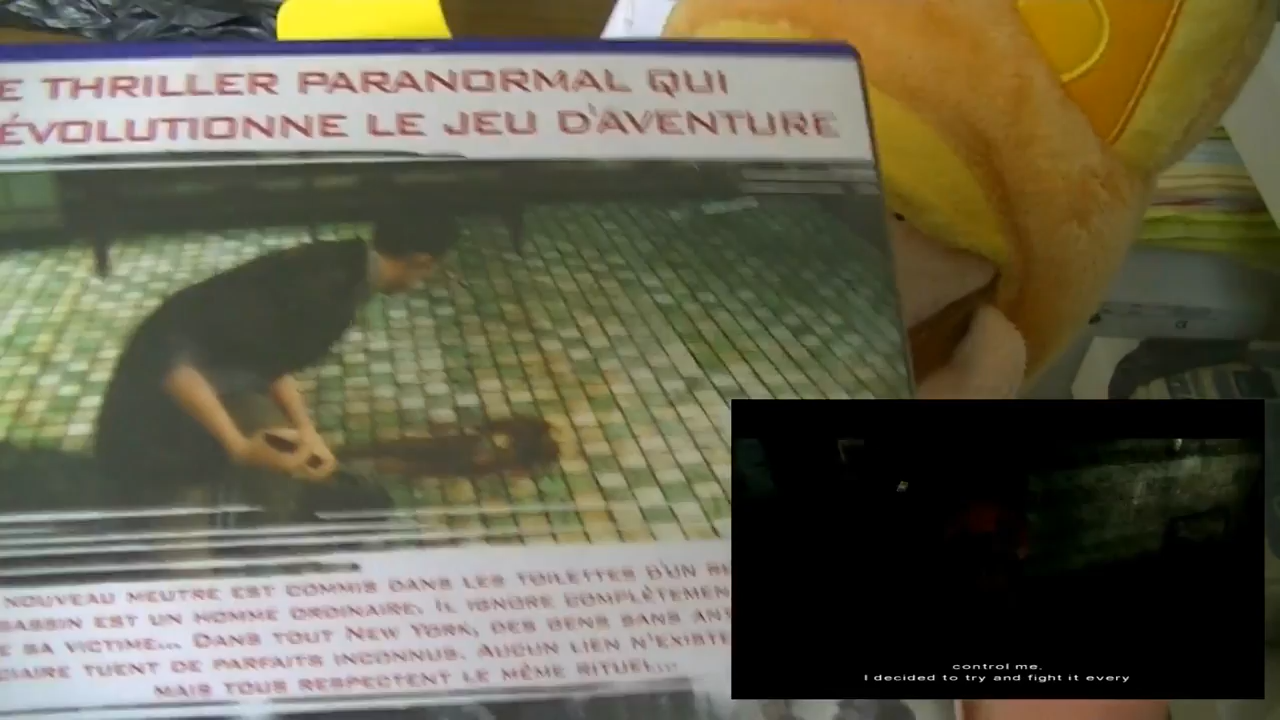 E THRILLER PARANORMAL QUI
ÉVOLUTIONNE LE JEU D'AVENTURE
NOUVEAU MEUTRE EST COMMIS DANS LES TOILETTES D'UN
SASSIN EST UN HOMME ORDINAIRE. IL IGNORE COMPLÈTEMEN
E SA VICTIME... DANS TOUT NEW YORK, DES GENS SANS
CIAIRE TUENT DE PARFAITS INCONNUS. AUCUN LIEN N'EXISTE
MAIS TOUS RESPECTENT LE MÊME RITUEL...
control me.
I decided to try and fight it every